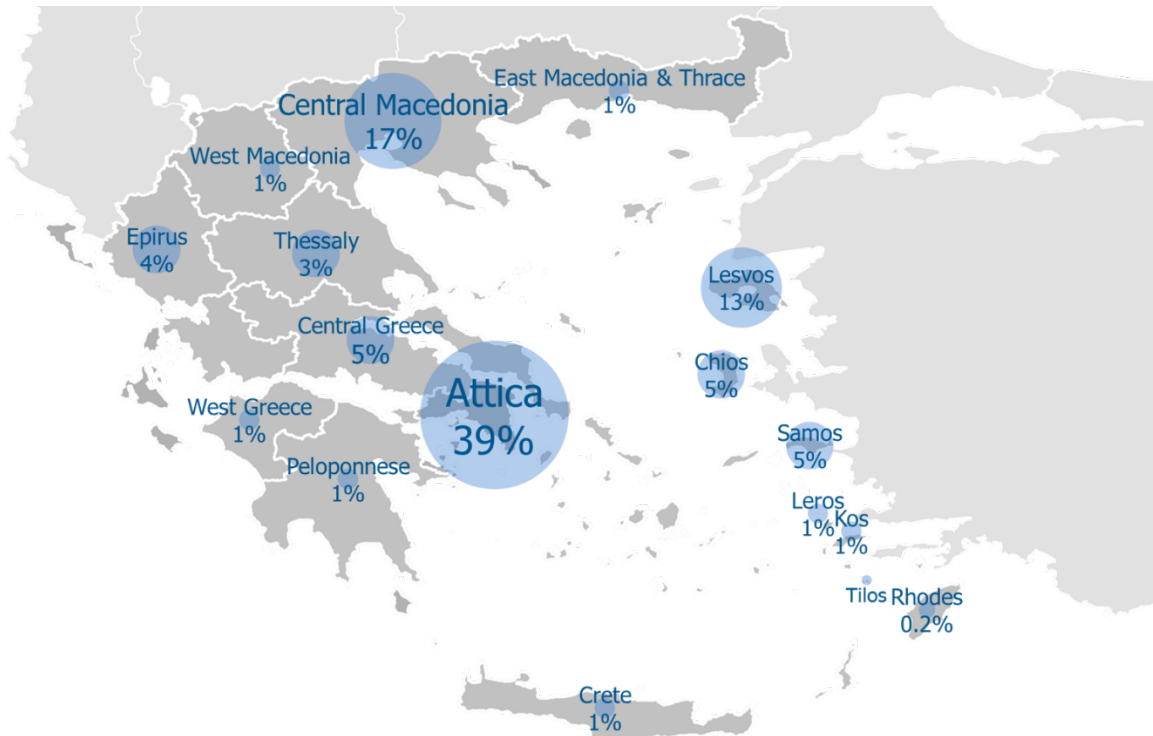 East Macedonia & Thrace
1%
Central Macedonia
17%
West Macedonia
1%
Epirus
4%
Thessaly
3%
Lesvos
13%
Central Greece
5%
Chios
5%
Attica
39%
West Greece
1%
Samos
5%
Peloponnese
1%
Leros
1%
Kos
1%
Tilos
Rhodes
0.2%
Crete
1%